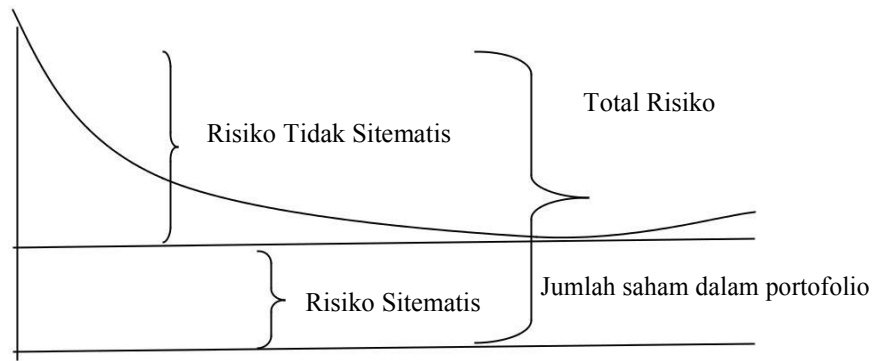 Total Risiko
Risiko Tidak Sitematis
Jumlah saham dalam portofolio
Risiko Sitematis